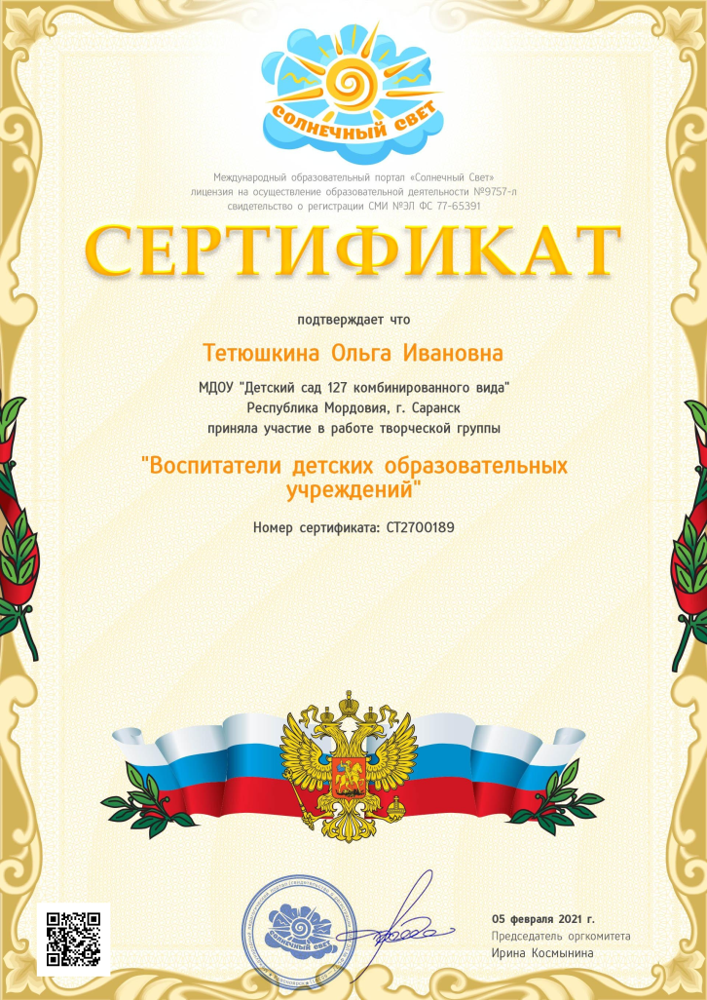 СОЛНЕЧНЫЙ СВЕТ
Международный образовательный портал «Солнечный Свет»
лицензия на осуществление образовательной деятельности №9757-л
свидетельство о регистрации СМИ №ЭЛ ФС 77-65391
СЕРТИФИКАТ
подтверждает что
Тетюшкина Ольга Ивановна
МДОУ "Детский сад 127 комбинированного вида"
Республика Мордовия, г. Саранск
приняла участие в работе творческой группы
"Воспитатели детских образовательных
учреждений"
Номер сертификата: СТ2700189
СОЛНЕЧНЫЙ СВЕТ
05 февраля 2021 г.
Председатель оргкомитета
Ирина Космынина